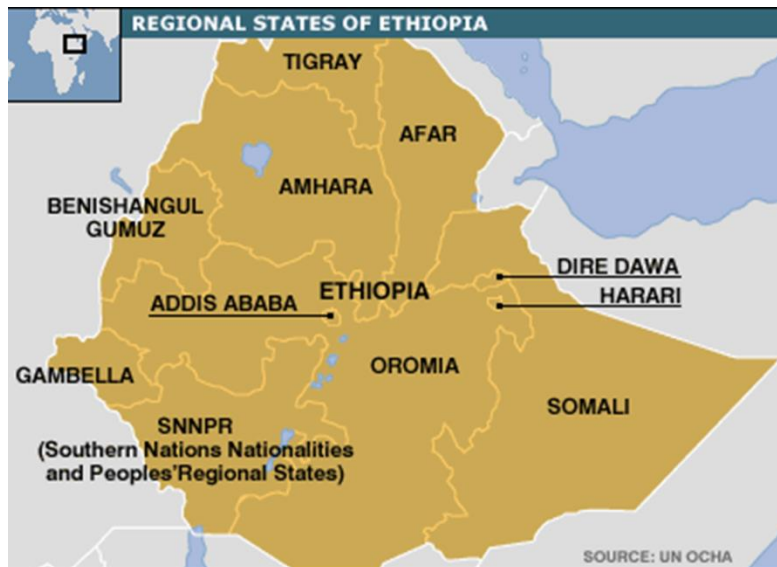 REGIONAL STATES OF ETHIOPIA
TIGRAY
AFAR
AMHARA
BENISHANGUL
GUMUZ
DIRE DAWA
ETHIOPIA
ADDIS ABABA
HARARI
OROMIA
GAMBELLA
SOMALI
SNNPR
(Southern Nations Nationalities
and Peoples'Regional States)
SOURCE: UN OCHA